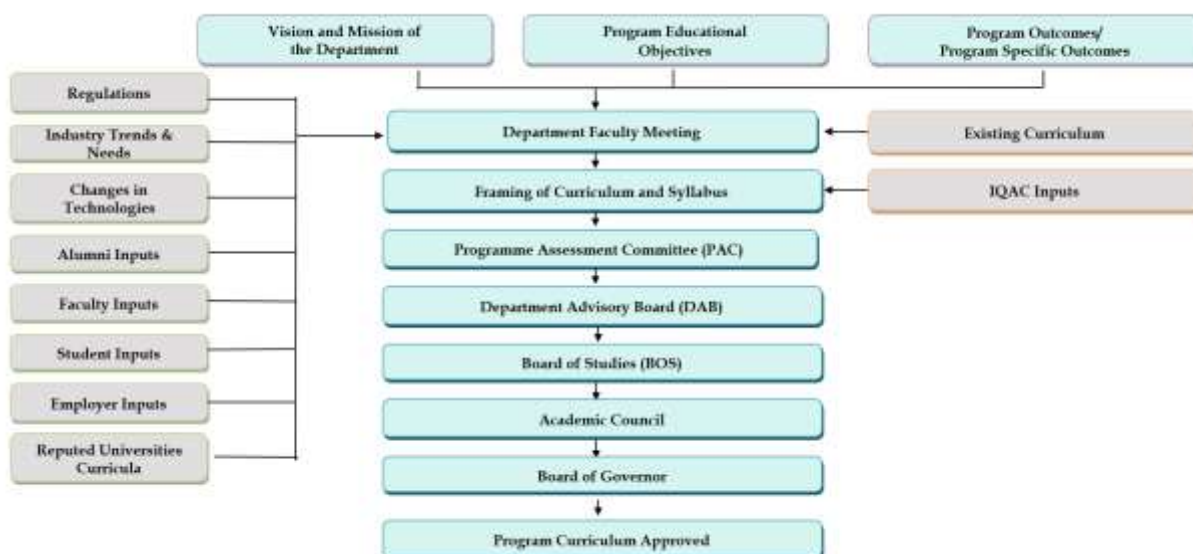 Vision and Mission of
the Department
Program Educational
Objectives
Program Outcomes/
Program Specific Outcomes
Regulations
Industry Trends &
Needs
Changes in
Technologies
Alumni Inputs
Faculty Inputs
Student Inputs
Employer Inputs
Reputed Universities
Curricula
Department Faculty Meeting
Existing Curriculum
Framing of Curriculum and Syllabus
IQAC Inputs
Programme Assessment Committee (PAC)
Department Advisory Board (DAB)
Board of Studies (BOS)
Academic Council
Board of Governor
Program Curriculum Approved